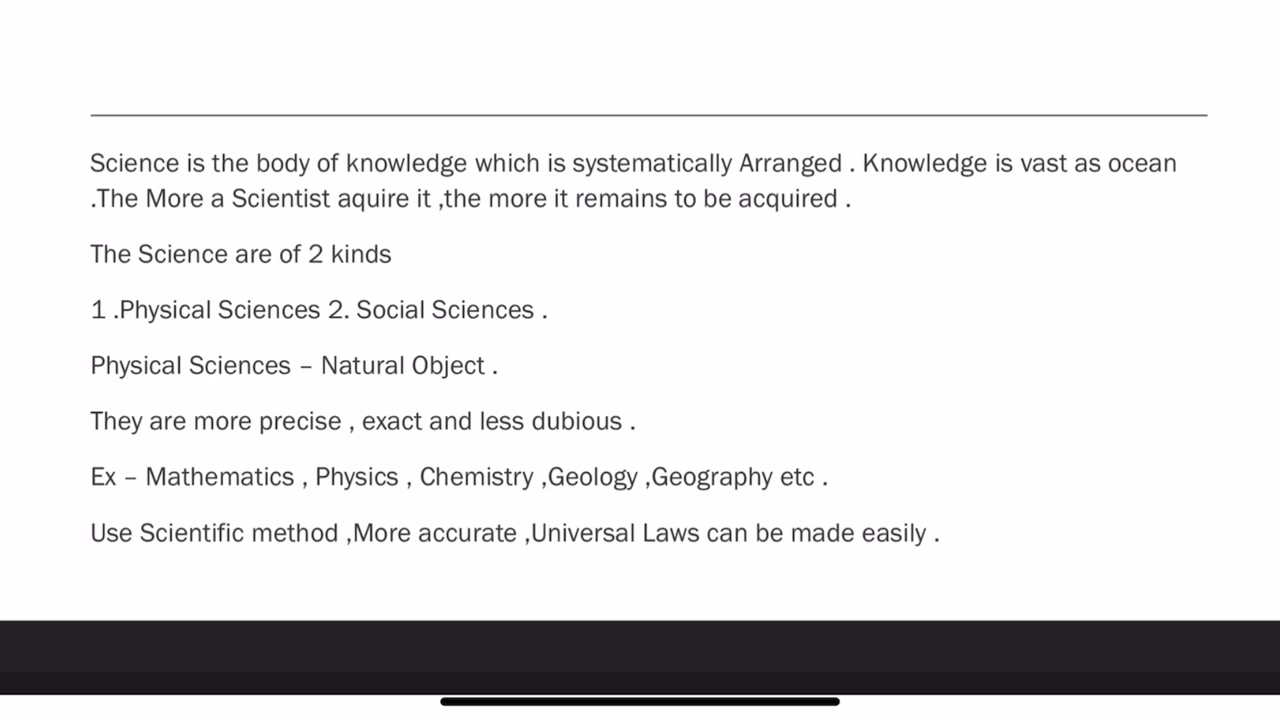 Science is the body of knowledge which is systematically Arranged . Knowledge is vast as ocean
.The More a Scientist aquire it ,the more it remains to be acquired .
The Science are of 2 kinds
1 .Physical Sciences 2. Social Sciences .
Physical Sciences – Natural Object .
They are more precise , exact and less dubious .
Ex – Mathematics , Physics , Chemistry ,Geology ,Geography etc .
Use Scientific method ,More accurate ,Universal Laws can be made easily .